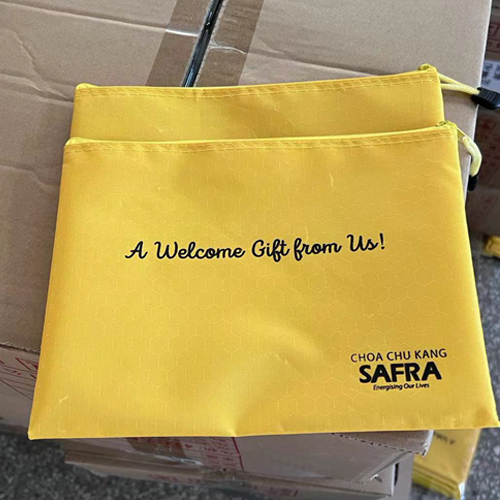 A Welcome Gift from Us!
CHOA CHU KANG
SAFRA
Energising Our Lives